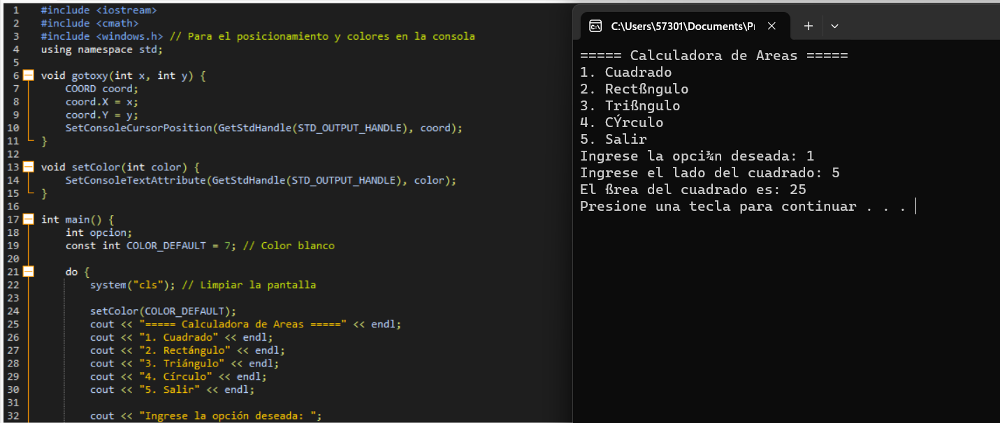 1 #include <iostream>
2 #include <cmath>
3 #include <windows.h> // Para el posicionamiento y colores en la consola
4 using namespace std;
5
6 void gotoxy(int x, int y) {
7 COORD coord;
8 coord.X = x;
9 coord.Y = y;
10 SetConsoleCursorPosition(GetStdHandle(STD_OUTPUT_HANDLE), coord);
11 }
12
13 void setColor(int color) {
14 SetConsoleTextAttribute(GetStdHandle(STD_OUTPUT_HANDLE), color);
15 }
16
17 int main() {
18 int opcion;
19 const int COLOR_DEFAULT = 7; // Color blanco
20
21 do {
22 system("cls"); // Limpiar la pantalla
23
24 setColor(COLOR_DEFAULT);
25 cout << "===== Calculadora de Areas =====" << endl;
26 cout << "1. Cuadrado" << endl;
27 cout << "2. Rectángulo" << endl;
28 cout << "3. Triángulo" << endl;
29 cout << "4. Círculo" << endl;
30 cout << "5. Salir" << endl;
31
32 cout << "Ingrese la opción deseada: ";
C:\Users\57301\Documents\Pr
===== Calculadora de Areas =====
1. Cuadrado
2. Rectßngulo
3. Trißngulo
4. CÝrculo
5. Salir
Ingrese la opci¾n deseada: 1
Ingrese el lado del cuadrado: 5
El ßrea del cuadrado es: 25
Presione una tecla para continuar . . .